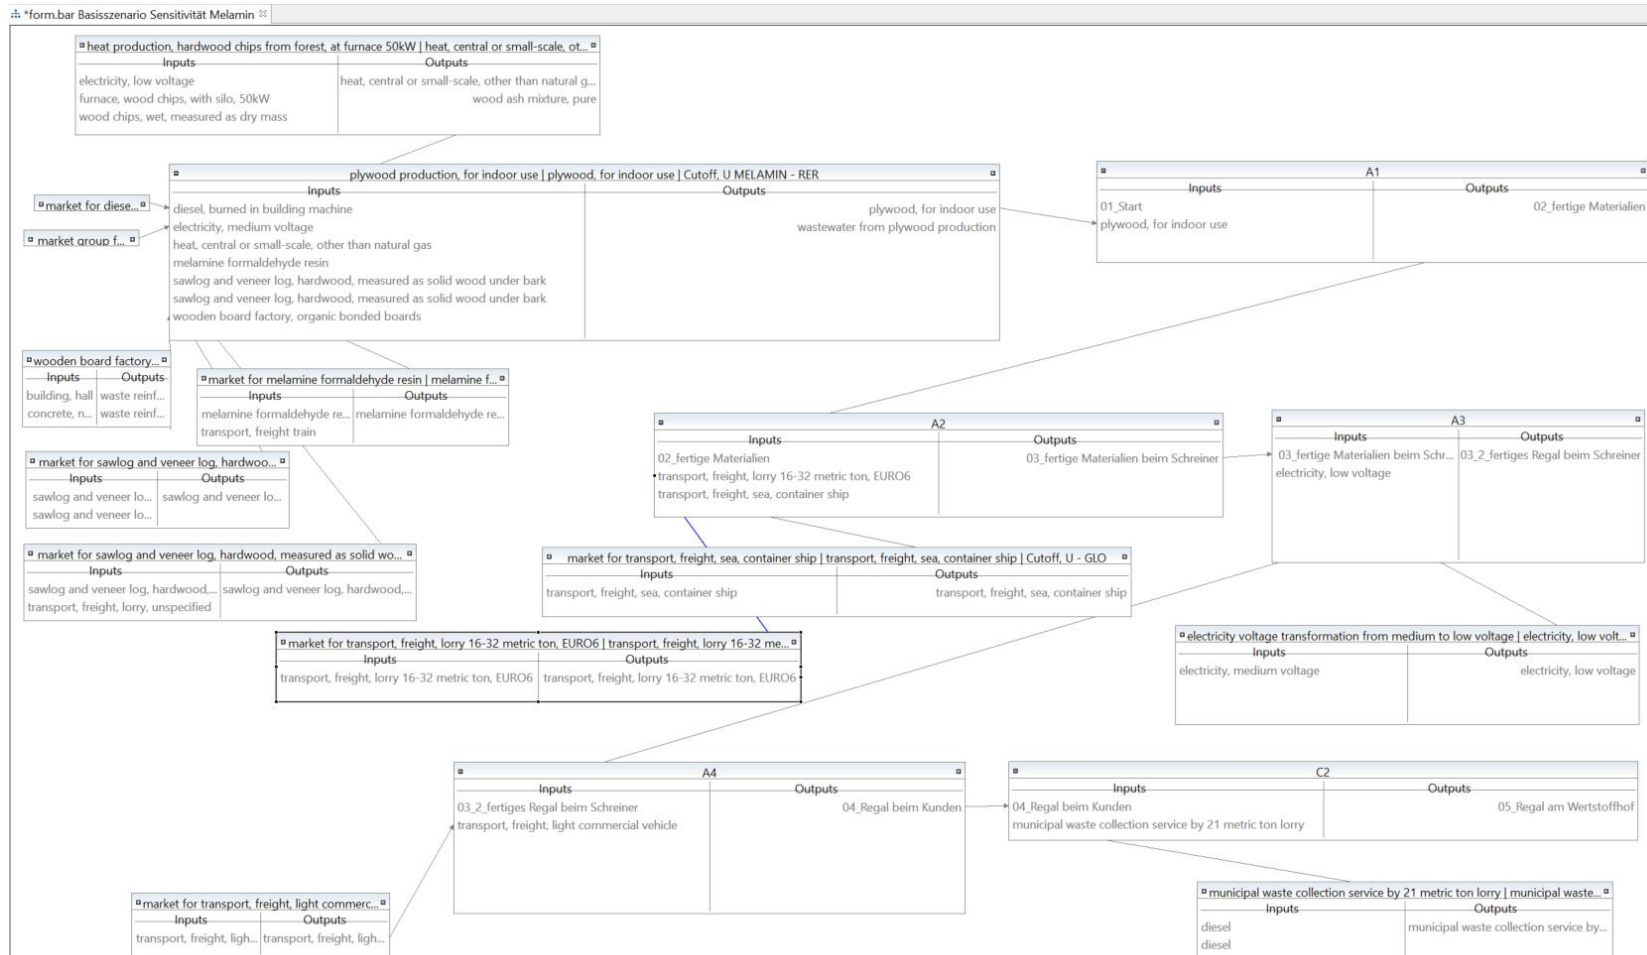 *form.bar Basisszenario Sensitivität Melamin
heat production, hardwood chips from forest, at furnace 50kW | heat, central or small-scale, ot...
Inputs Outputs
electricity, low voltage heat, central or small-scale, other than natural g...
furnace, wood chips, with silo, 50kW wood ash mixture, pure
wood chips, wet, measured as dry mass
plywood production, for indoor use | plywood, for indoor use | Cutoff, U MELAMIN - RER
Inputs Outputs
diesel, burned in building machine plywood, for indoor use
electricity, medium voltage wastewater from plywood production
heat, central or small-scale, other than natural gas
melamine formaldehyde resin
sawlog and veneer log, hardwood, measured as solid wood under bark
sawlog and veneer log, hardwood, measured as solid wood under bark
wooden board factory, organic bonded boards
market for diese...
market group f...
A1
Inputs Outputs
01_Start 02_fertige Materialien
plywood, for indoor use
wooden board factory...
Inputs Outputs
building, hall waste reinf...
concrete, n... waste reinf...
market for melamine formaldehyde resin | melamine f...
Inputs Outputs
melamine formaldehyde re... melamine formaldehyde re...
transport, freight train
market for sawlog and veneer log, hardwoo...
Inputs Outputs
sawlog and veneer lo... sawlog and veneer lo...
sawlog and veneer lo...
market for sawlog and veneer log, hardwood, measured as solid wo...
Inputs Outputs
sawlog and veneer log, hardwood,... sawlog and veneer log, hardwood,...
transport, freight, lorry, unspecified
A2
Inputs Outputs
02_fertige Materialien 03_fertige Materialien beim Schreiner
transport, freight, lorry 16-32 metric ton, EURO6
transport, freight, sea, container ship
A3
Inputs Outputs
03_fertige Materialien beim Schr... 03_2_fertiges Regal beim Schreiner
electricity, low voltage
market for transport, freight, sea, container ship | transport, freight, sea, container ship | Cutoff, U - GLO
Inputs Outputs
transport, freight, sea, container ship transport, freight, sea, container ship
market for transport, freight, lorry 16-32 metric ton, EURO6 | transport, freight, lorry 16-32 me...
Inputs Outputs
transport, freight, lorry 16-32 metric ton, EURO6 transport, freight, lorry 16-32 metric ton, EURO6
electricity voltage transformation from medium to low voltage | electricity, low volt...
Inputs Outputs
electricity, medium voltage electricity, low voltage
A4
Inputs Outputs
03_2_fertiges Regal beim Schreiner 04_Regal beim Kunden
transport, freight, light commercial vehicle
C2
Inputs Outputs
04_Regal beim Kunden 05_Regal am Wertstoffhof
municipal waste collection service by 21 metric ton lorry
market for transport, freight, light commerc...
Inputs Outputs
transport, freight, ligh... transport, freight, ligh...
municipal waste collection service by 21 metric ton lorry | municipal waste...
Inputs Outputs
diesel municipal waste collection service by...
diesel